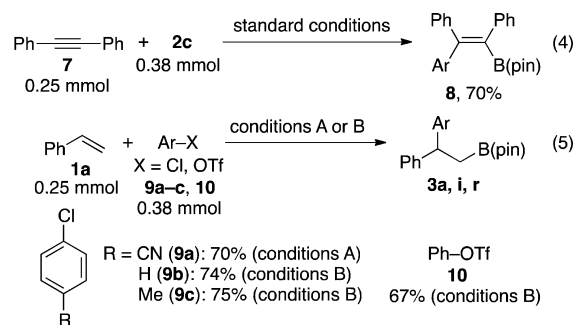 standard conditions
Ph Ph + 2c Ph Ph (4)
7 0.38 mmol Ar B(pin)
0.25 mmol 8, 70%
conditions A or B Ar
Ph + Ar–X Ph B(pin) (5)
1a X = Cl, OTf 3a, i, r
0.25 mmol 9a–c, 10
0.38 mmol
Cl
R = CN (9a): 70% (conditions A) Ph–OTf
H (9b): 74% (conditions B) 10
Me (9c): 75% (conditions B) 67% (conditions B)
R